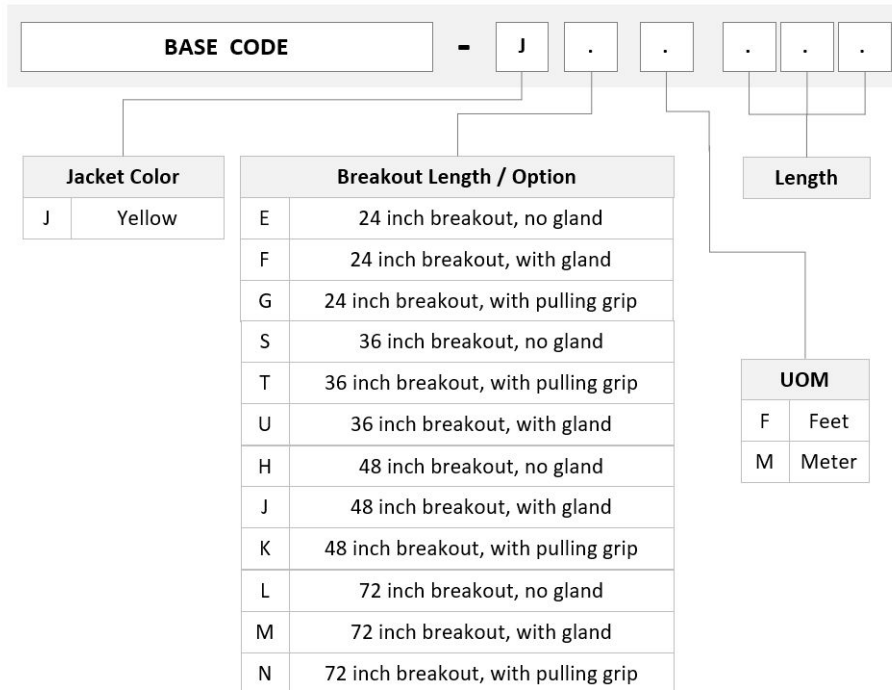 BASE CODE - J . . . . .
Jacket Color
J Yellow
Breakout Length / Option
E 24 inch breakout, no gland
F 24 inch breakout, with gland
G 24 inch breakout, with pulling grip
S 36 inch breakout, no gland
T 36 inch breakout, with pulling grip
U 36 inch breakout, with gland
H 48 inch breakout, no gland
J 48 inch breakout, with gland
K 48 inch breakout, with pulling grip
L 72 inch breakout, no gland
M 72 inch breakout, with gland
N 72 inch breakout, with pulling grip
Length
UOM
F Feet
M Meter